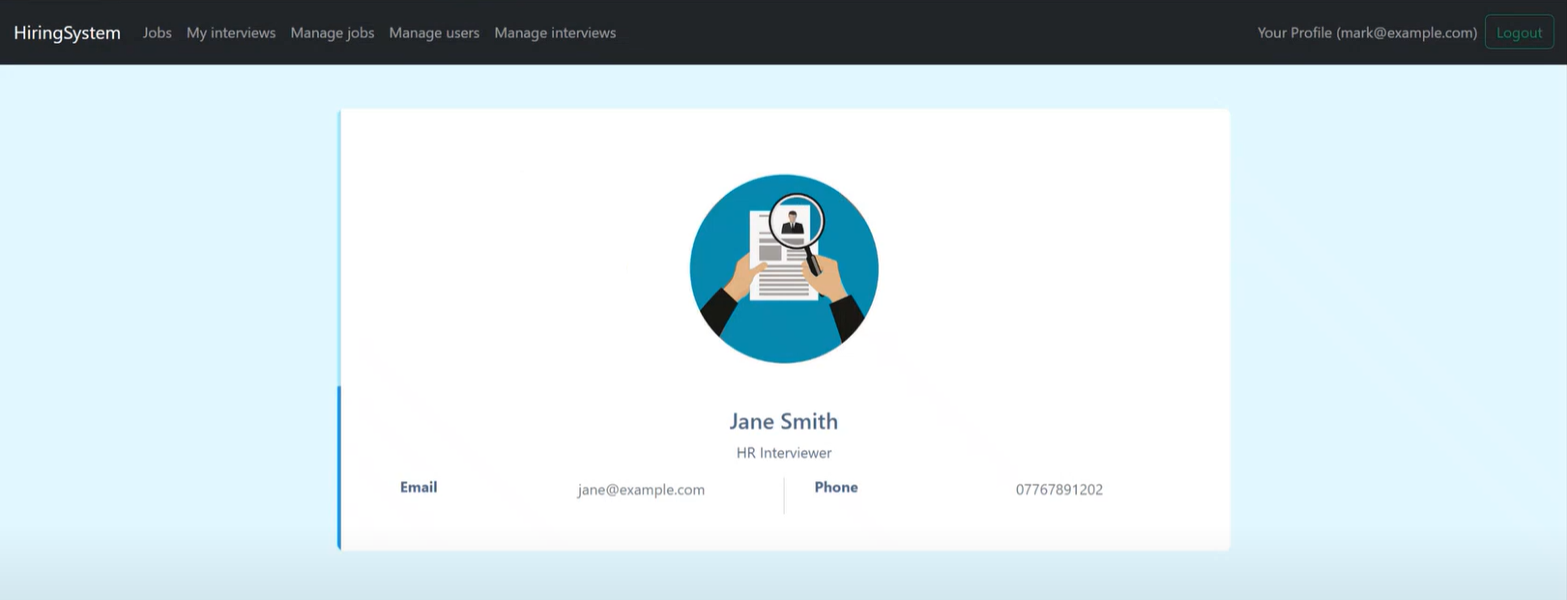 HiringSystem Jobs My interviews Manage jobs Manage users Manage interviews Your Profile (mark@example.com) Logout
Jane Smith
HR Interviewer
Email jane@example.com Phone 07767891202